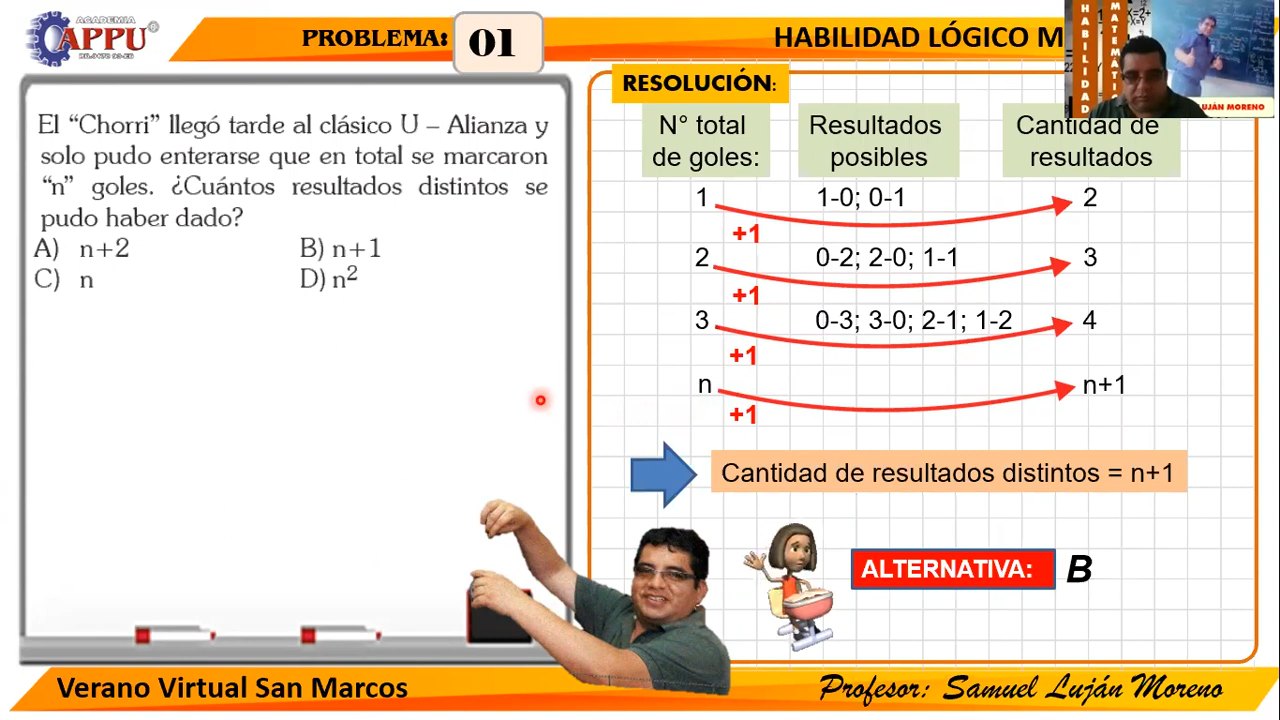 ACADEMIA
APPU
PROBLEMA: 01
HABILIDAD LÓGICO M
HABILIDAD
MATEMÁTIC
LUJÁN MORENO
El “Chorri” llegó tarde al clásico U – Alianza y
solo pudo enterarse que en total se marcaron
“n” goles. ¿Cuántos resultados distintos se
pudo haber dado?
A) n+2 B) n+1
C) n D) n²
RESOLUCIÓN:
N° total
de goles:
Resultados
posibles
Cantidad de
resultados
1 1-0; 0-1 2
+1
2 0-2; 2-0; 1-1 3
+1
3 0-3; 3-0; 2-1; 1-2 4
+1
n n+1
+1
Cantidad de resultados distintos = n+1
ALTERNATIVA: B
Verano Virtual San Marcos
Profesor: Samuel Luján Moreno